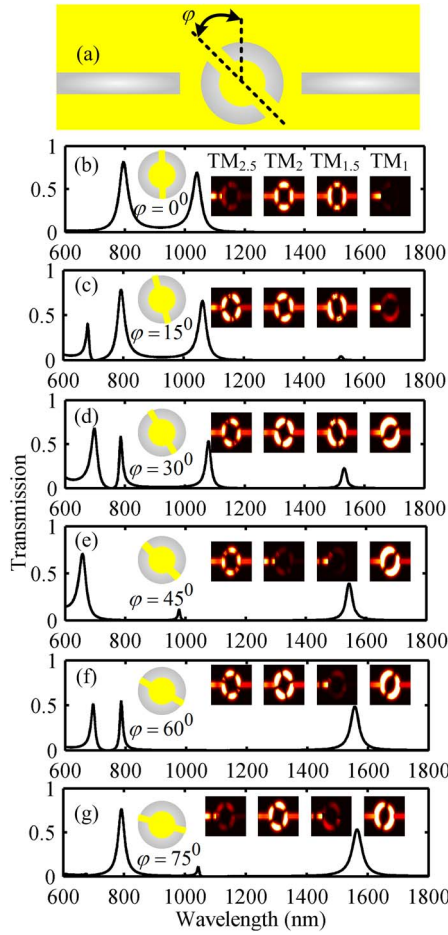 φ
(a)
(b) TM2.5 TM2 TM1.5 TM1
1
0.5
0
φ = 0⁰
600 800 1000 1200 1400 1600 1800
(c)
1
0.5
0
φ = 15⁰
600 800 1000 1200 1400 1600 1800
(d)
1
0.5
0
φ = 30⁰
600 800 1000 1200 1400 1600 1800
Transmission
(e)
1
0.5
0
φ = 45⁰
600 800 1000 1200 1400 1600 1800
(f)
1
0.5
0
φ = 60⁰
600 800 1000 1200 1400 1600 1800
(g)
1
0.5
0
φ = 75⁰
600 800 1000 1200 1400 1600 1800
Wavelength (nm)